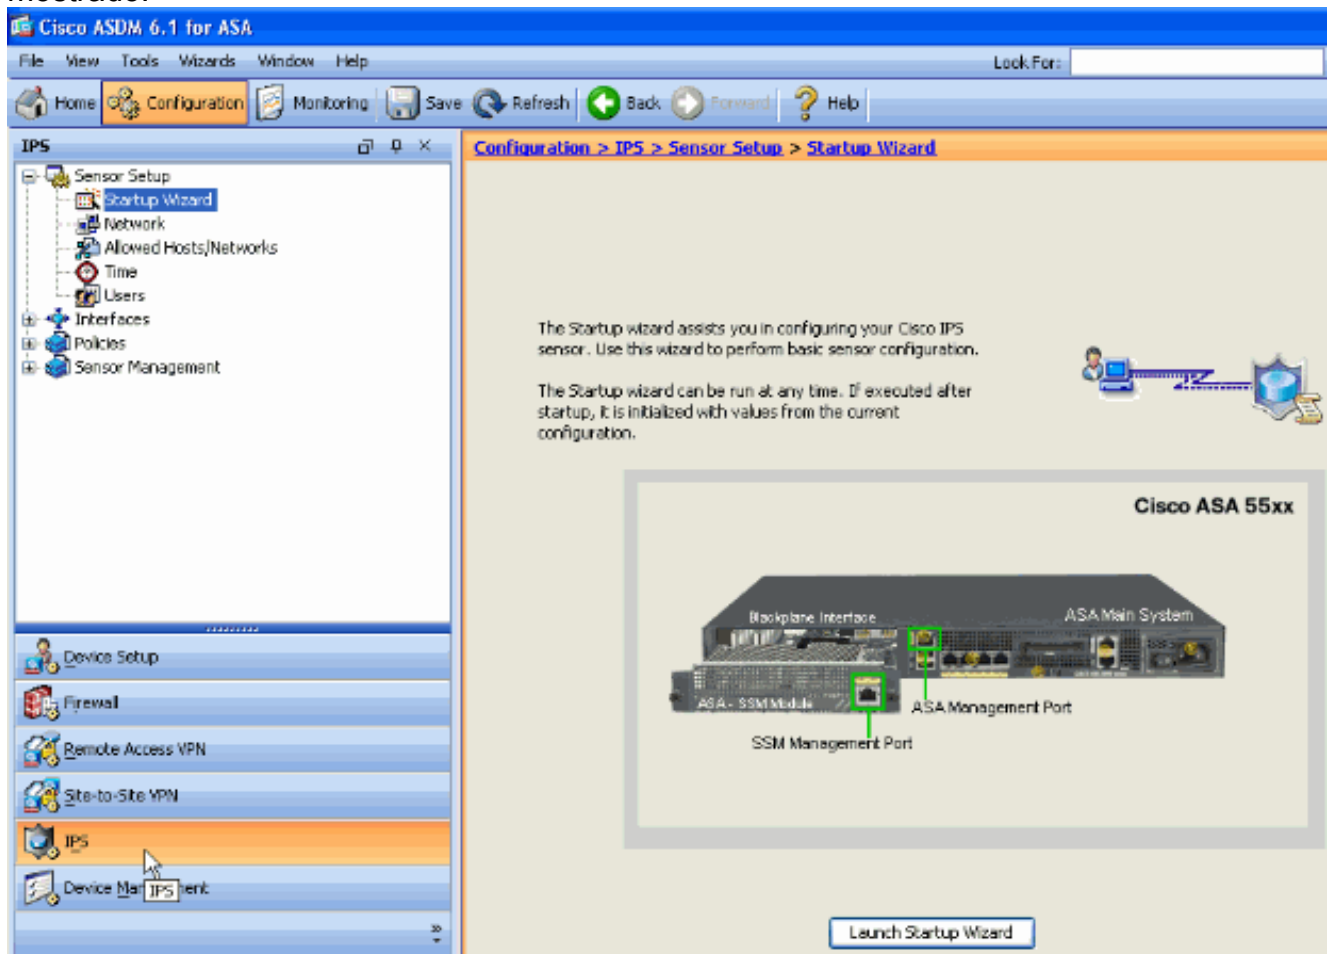 Cisco ASDM 6.1 for ASA
File View Tools Wizards Window Help Look For:
Home Configuration Monitoring Save Refresh Back Forward Help
IPS
Configuration > IPS > Sensor Setup > Startup Wizard
Sensor Setup
Startup Wizard
Network
Allowed Hosts/Networks
Time
Users
Interfaces
Policies
Sensor Management
The Startup wizard assists you in configuring your Cisco IPS
sensor. Use this wizard to perform basic sensor configuration.
The Startup wizard can be run at any time. If executed after
startup, it is initialized with values from the current
configuration.
Cisco ASA 55xx
Blackplane Interface
ASA Main System
ASA - SSM Module
ASA Management Port
SSM Management Port
Device Setup
Firewall
Remote Access VPN
Site-to-Site VPN
IPS
Device Man
IPS
ent
Launch Startup Wizard